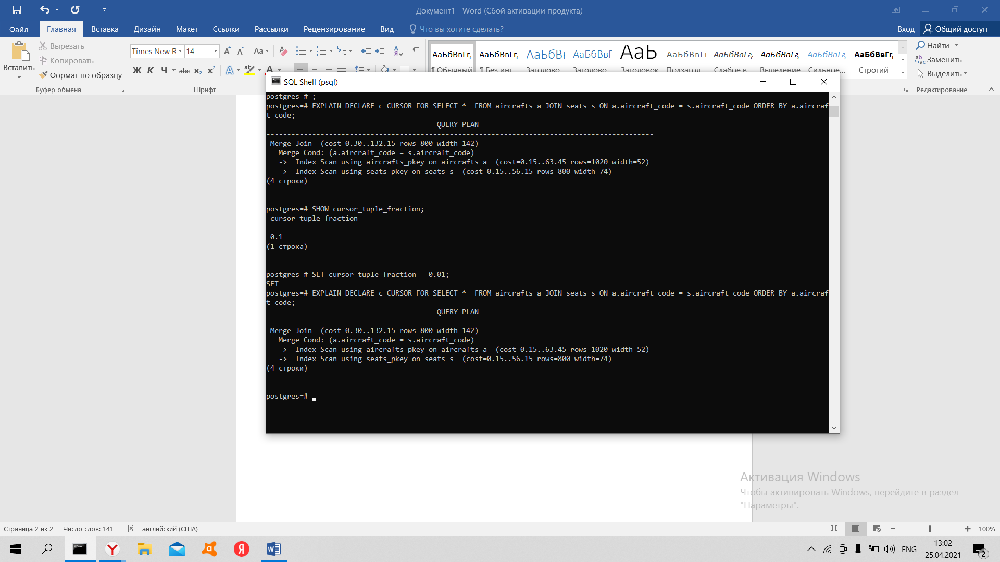 Документ1 - Word (Сбой активации продукта)
Файл Главная Вставка Дизайн Макет Ссылки Рассылки Рецензирование Вид Что вы хотите сделать? Вход Общий доступ
Вставить
Вырезать
Копировать
Формат по образцу
Буфер обмена
Times New R 14
Aa
Ж К Ч abc x₂ x²
Шрифт
АаБбВвГг, АаБбВвГг, АаБбВв АаБбВвГ АаЬ АаБбВвГ АаБбВвГг, АаБбВвГг, АаБбВвГг, АаБбВвГг,
¶ Обычный ¶ Без инт... Заголово... Заголово... Заголовок Подзагол... Слабое в... Выделение Сильное... Строгий
Найти
Заменить
Выделить
Редактирование
SQL Shell (psql)
postgres=# ;
postgres=# EXPLAIN DECLARE c CURSOR FOR SELECT *  FROM aircrafts a JOIN seats s ON a.aircraft_code = s.aircraft_code ORDER BY a.aircraf
t_code;
QUERY PLAN
---------------------------------------------------------------------------------------------
Merge Join  (cost=0.30..132.15 rows=800 width=142)
Merge Cond: (a.aircraft_code = s.aircraft_code)
->  Index Scan using aircrafts_pkey on aircrafts a  (cost=0.15..63.45 rows=1020 width=52)
->  Index Scan using seats_pkey on seats s  (cost=0.15..56.15 rows=800 width=74)
(4 строки)
postgres=# SHOW cursor_tuple_fraction;
cursor_tuple_fraction
-----------------------
0.1
(1 строка)
postgres=# SET cursor_tuple_fraction = 0.01;
SET
postgres=# EXPLAIN DECLARE c CURSOR FOR SELECT *  FROM aircrafts a JOIN seats s ON a.aircraft_code = s.aircraft_code ORDER BY a.aircraf
t_code;
QUERY PLAN
---------------------------------------------------------------------------------------------
Merge Join  (cost=0.30..132.15 rows=800 width=142)
Merge Cond: (a.aircraft_code = s.aircraft_code)
->  Index Scan using aircrafts_pkey on aircrafts a  (cost=0.15..63.45 rows=1020 width=52)
->  Index Scan using seats_pkey on seats s  (cost=0.15..56.15 rows=800 width=74)
(4 строки)
postgres=#
Активация Windows
Чтобы активировать Windows, перейдите в раздел
"Параметры".
Страница 2 из 2 Число слов: 141 английский (США) 100%
ENG
13:02
25.04.2021
2